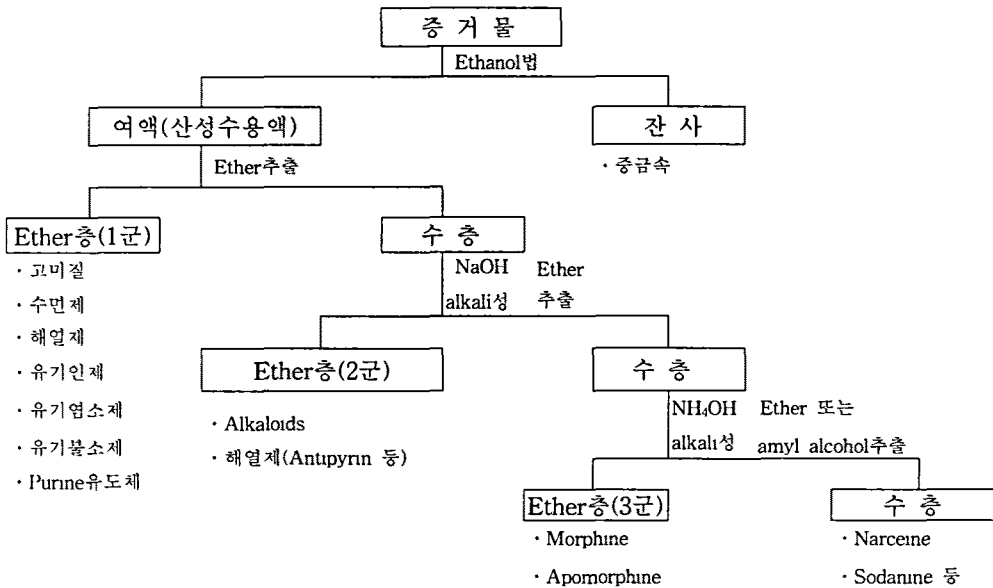 증 거 물
Ethanol법
여액(산성수용액)
잔 사
Ether추출
· 중금속
Ether층(1군)
수 층
· 고미질
· 수면제
· 해열재
· 유기인제
· 유기염소제
· 유기불소제
· Purine유도체
NaOH Ether
alkali성 추출
Ether층(2군)
수 층
· Alkaloids
· 해열제(Antipyrin 등)
NH₄OH Ether 또는
alkali성 amyl alcohol추출
Ether층(3군)
수 층
· Morphine
· Narceine
· Apomorphine
· Sodanine 등